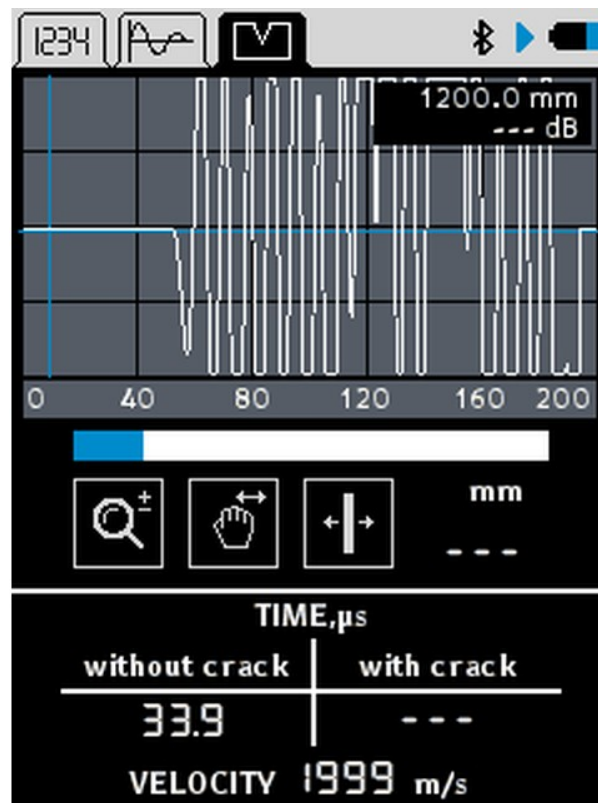 1234
1200.0 mm
--- dB
0 40 80 120 160 200
mm
---
TIME,µs
without crack with crack
33.9 ---
VELOCITY 1999 m/s